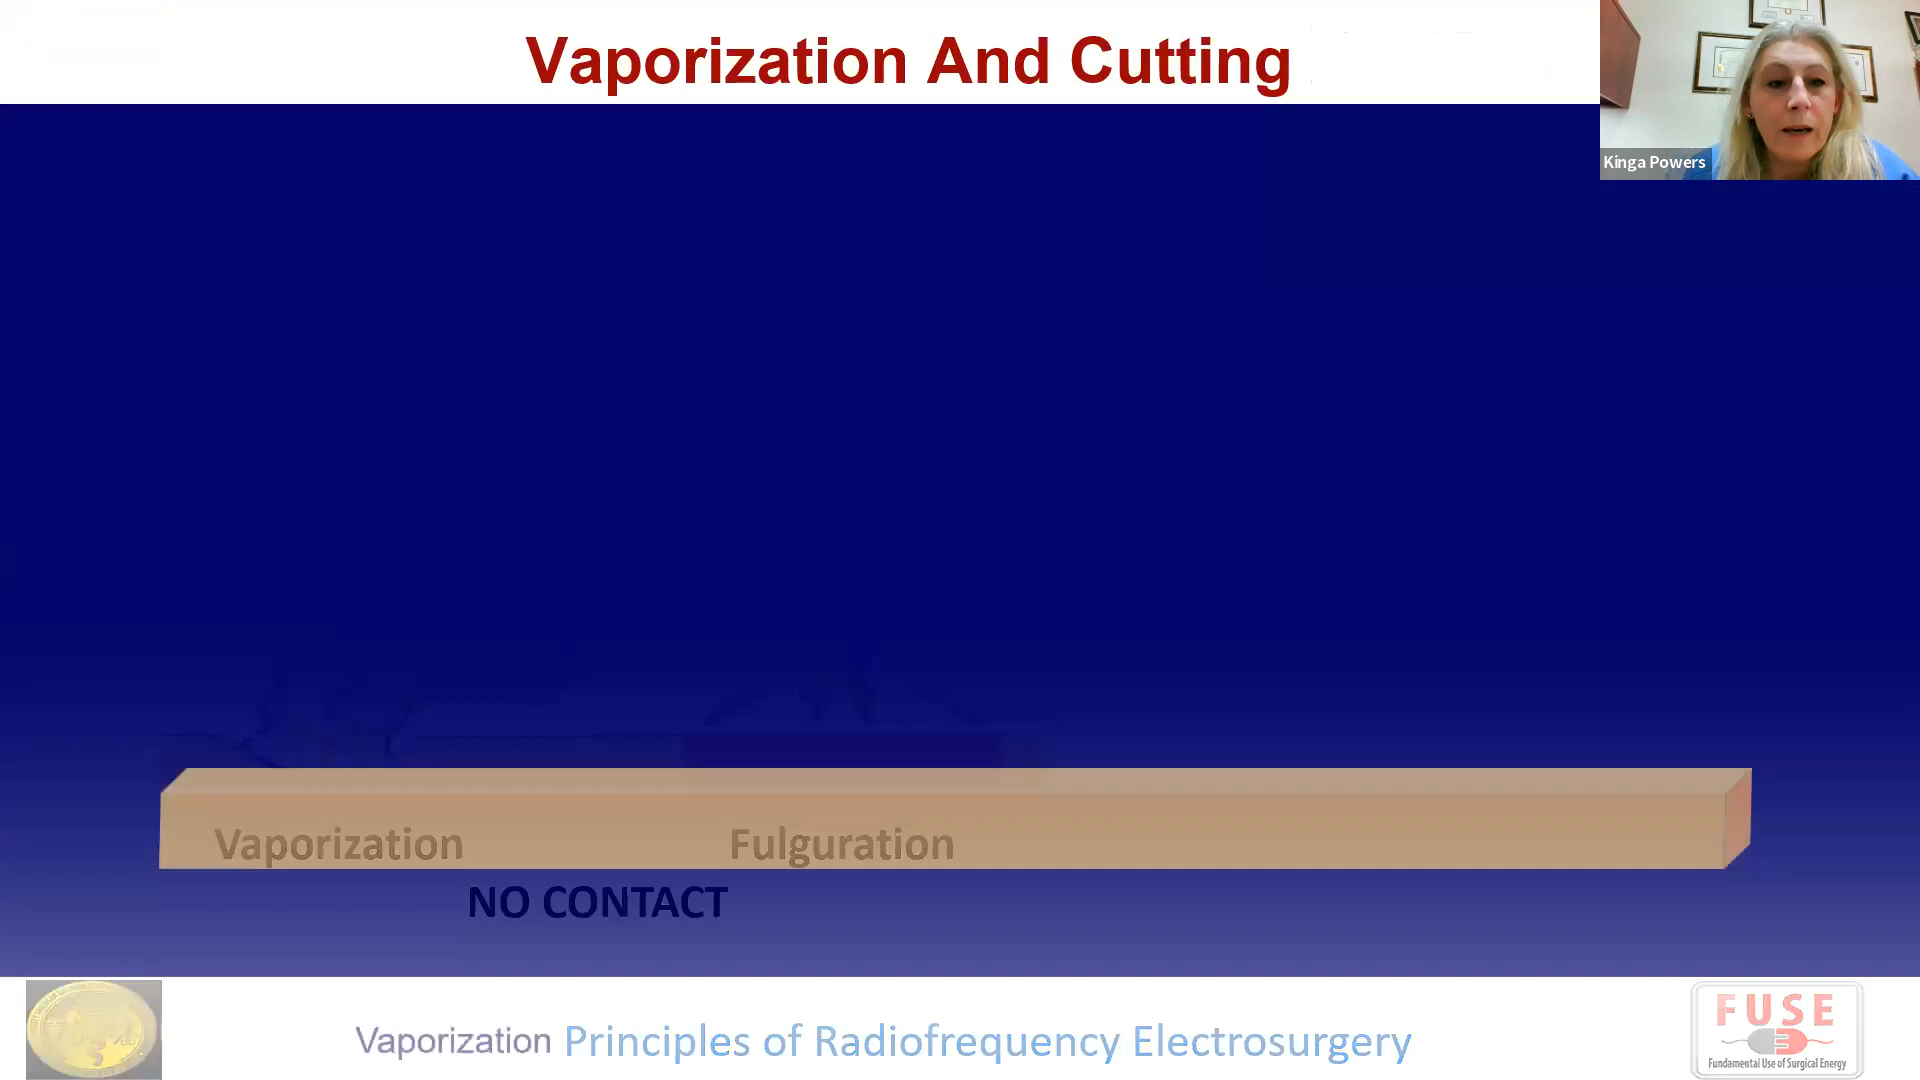 Vaporization And Cutting
Kinga Powers
Vaporization
Fulguration
NO CONTACT
Vaporization Principles of Radiofrequency Electrosurgery
FUSE
Fundamental Use of Surgical Energy